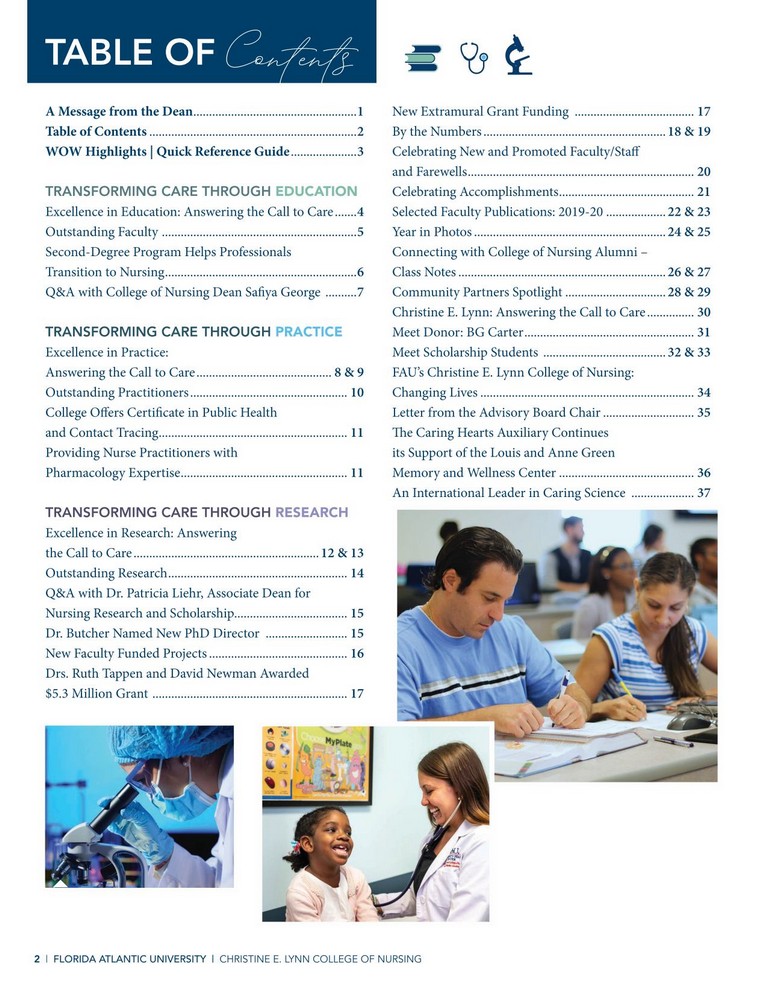 TABLE OF Contents
A Message from the Dean..................................................1
Table of Contents ...............................................................2
WOW Highlights | Quick Reference Guide....................3
TRANSFORMING CARE THROUGH EDUCATION
Excellence in Education: Answering the Call to Care.......4
Outstanding Faculty ............................................................5
Second-Degree Program Helps Professionals
Transition to Nursing...........................................................6
Q&A with College of Nursing Dean Safiya George ..........7
TRANSFORMING CARE THROUGH PRACTICE
Excellence in Practice:
Answering the Call to Care......................................... 8 & 9
Outstanding Practitioners................................................ 10
College Offers Certificate in Public Health
and Contact Tracing.......................................................... 11
Providing Nurse Practitioners with
Pharmacology Expertise................................................... 11
TRANSFORMING CARE THROUGH RESEARCH
Excellence in Research: Answering
the Call to Care......................................................... 12 & 13
Outstanding Research....................................................... 14
Q&A with Dr. Patricia Liehr, Associate Dean for
Nursing Research and Scholarship.................................. 15
Dr. Butcher Named New PhD Director ......................... 15
New Faculty Funded Projects .......................................... 16
Drs. Ruth Tappen and David Newman Awarded
$5.3 Million Grant ............................................................ 17
New Extramural Grant Funding .................................... 17
By the Numbers........................................................ 18 & 19
Celebrating New and Promoted Faculty/Staff
and Farewells..................................................................... 20
Celebrating Accomplishments......................................... 21
Selected Faculty Publications: 2019-20 .................. 22 & 23
Year in Photos ........................................................... 24 & 25
Connecting with College of Nursing Alumni –
Class Notes ............................................................... 26 & 27
Community Partners Spotlight ............................... 28 & 29
Christine E. Lynn: Answering the Call to Care............... 30
Meet Donor: BG Carter.................................................... 31
Meet Scholarship Students ..................................... 32 & 33
FAU's Christine E. Lynn College of Nursing:
Changing Lives ................................................................. 34
Letter from the Advisory Board Chair ............................ 35
The Caring Hearts Auxiliary Continues
its Support of the Louis and Anne Green
Memory and Wellness Center ......................................... 36
An International Leader in Caring Science ................... 37
MyPlate
2 | FLORIDA ATLANTIC UNIVERSITY | CHRISTINE E. LYNN COLLEGE OF NURSING